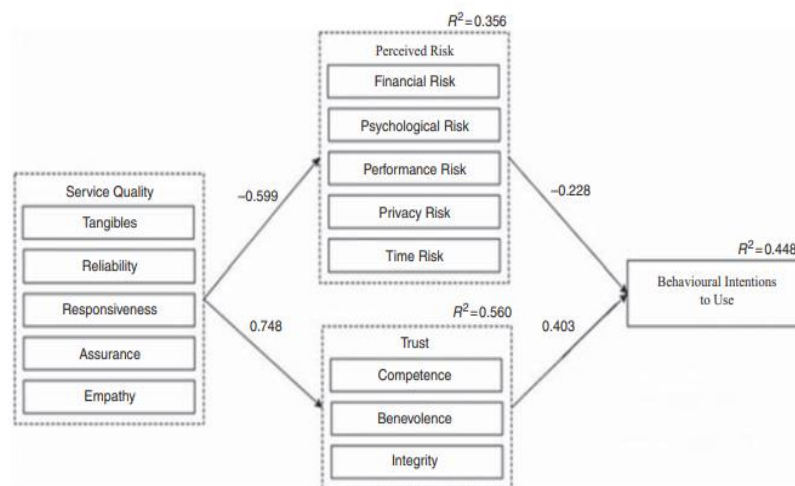 R²=0.356
Perceived Risk
Financial Risk
Psychological Risk
Performance Risk
Privacy Risk
Time Risk
Service Quality
Tangibles
Reliability
Responsiveness
Assurance
Empathy
–0.599
0.748
R²=0.560
Trust
Competence
Benevolence
Integrity
–0.228
0.403
R²=0.448
Behavioural Intentions
to Use